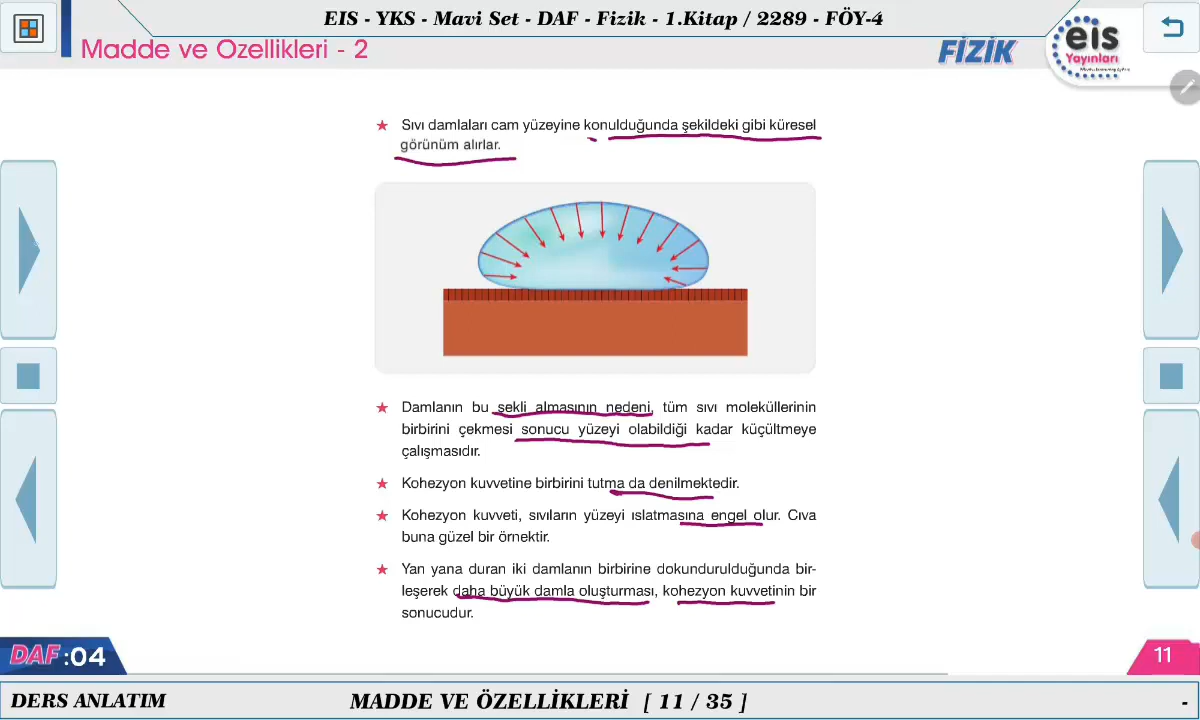 EIS - YKS - Mavi Set - DAF - Fizik - 1.Kitap / 2289 - FÖY-4
Madde ve Özellikleri - 2
FİZİK
eis
Yayınları
★ Sıvı damlaları cam yüzeyine konulduğunda şekildeki gibi küresel
görünüm alırlar.
★ Damlanın bu şekli almasının nedeni, tüm sıvı moleküllerinin
birbirini çekmesi sonucu yüzeyi olabildiği kadar küçültmeye
çalışmasıdır.
★ Kohezyon kuvvetine birbirini tutma da denilmektedir.
★ Kohezyon kuvveti, sıvıların yüzeyi ıslatmasına engel olur. Cıva
buna güzel bir örnektir.
★ Yan yana duran iki damlanın birbirine dokundurulduğunda bir-
leşerek daha büyük damla oluşturması, kohezyon kuvvetinin bir
sonucudur.
DAF :04
11
DERS ANLATIM
MADDE VE ÖZELLİKLERİ [ 11 / 35 ]
-